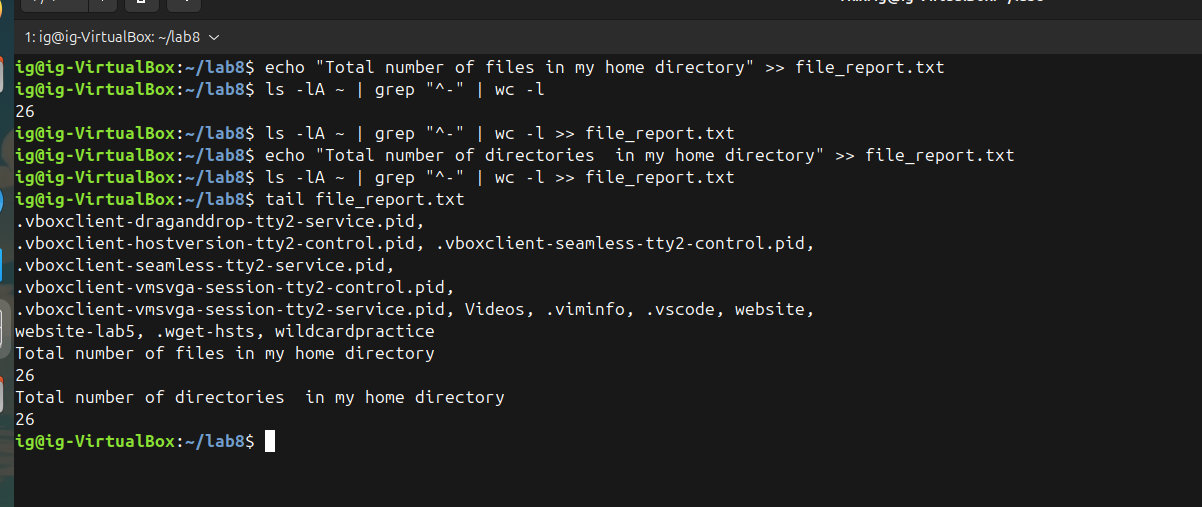 1: ig@ig-VirtualBox: ~/lab8
ig@ig-VirtualBox:~/lab8$ echo "Total number of files in my home directory" >> file_report.txt
ig@ig-VirtualBox:~/lab8$ ls -lA ~ | grep "^-" | wc -l
26
ig@ig-VirtualBox:~/lab8$ ls -lA ~ | grep "^-" | wc -l >> file_report.txt
ig@ig-VirtualBox:~/lab8$ echo "Total number of directories  in my home directory" >> file_report.txt
ig@ig-VirtualBox:~/lab8$ ls -lA ~ | grep "^-" | wc -l >> file_report.txt
ig@ig-VirtualBox:~/lab8$ tail file_report.txt
.vboxclient-draganddrop-tty2-service.pid,
.vboxclient-hostversion-tty2-control.pid, .vboxclient-seamless-tty2-control.pid,
.vboxclient-seamless-tty2-service.pid,
.vboxclient-vmsvga-session-tty2-control.pid,
.vboxclient-vmsvga-session-tty2-service.pid, Videos, .viminfo, .vscode, website,
website-lab5, .wget-hsts, wildcardpractice
Total number of files in my home directory
26
Total number of directories  in my home directory
26
ig@ig-VirtualBox:~/lab8$